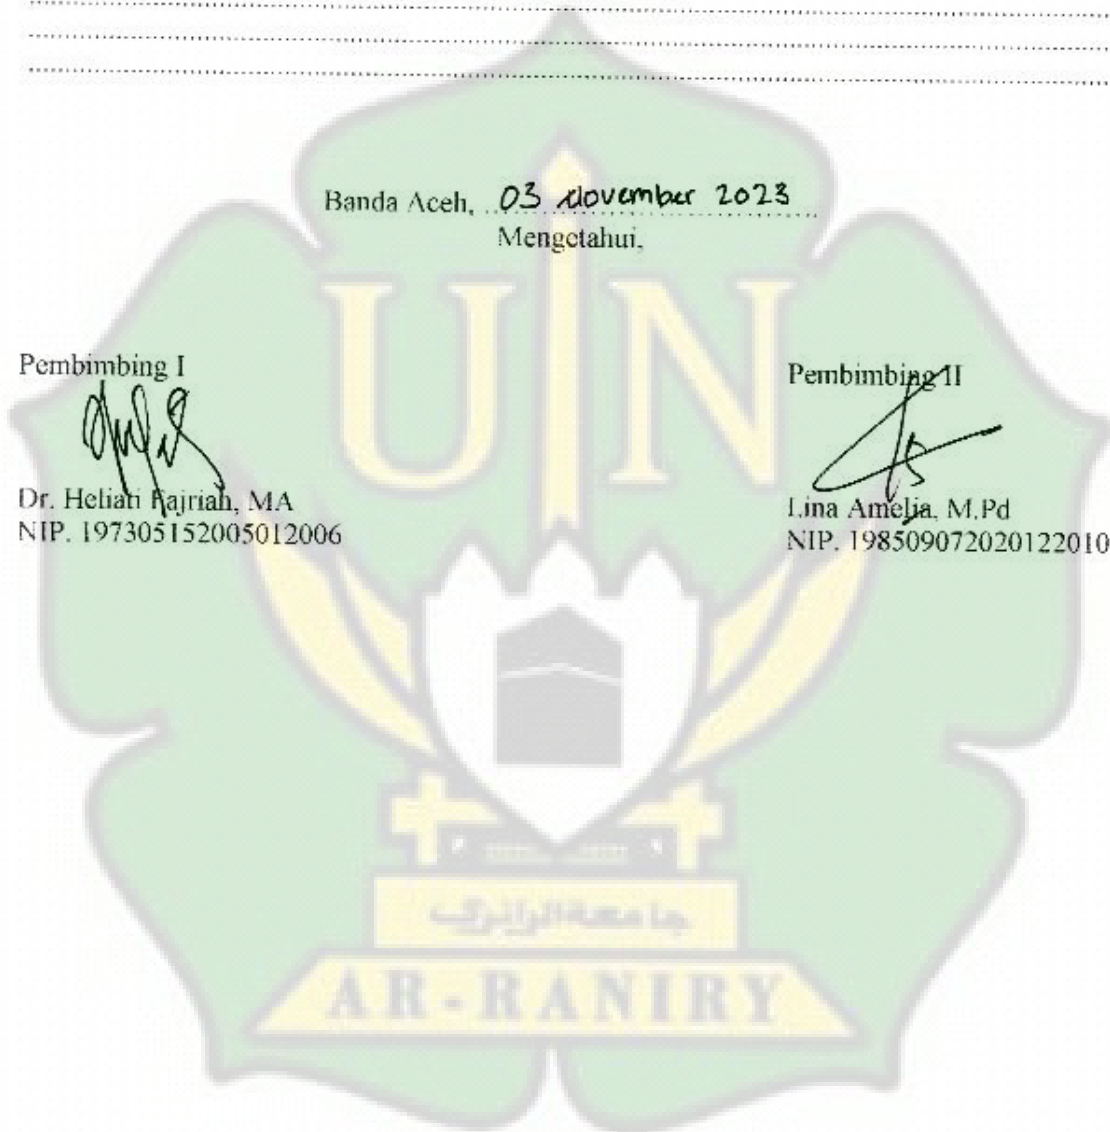 Banda Aceh, 03 November 2023
Mengetahui,
Pembimbing I
Pembimbing II
Dr. Heliati Fajriah, MA
NIP. 197305152005012006
Lina Amelia, M.Pd
NIP. 198509072020122010
UIN
جامعة الرانري
AR-RANIRY